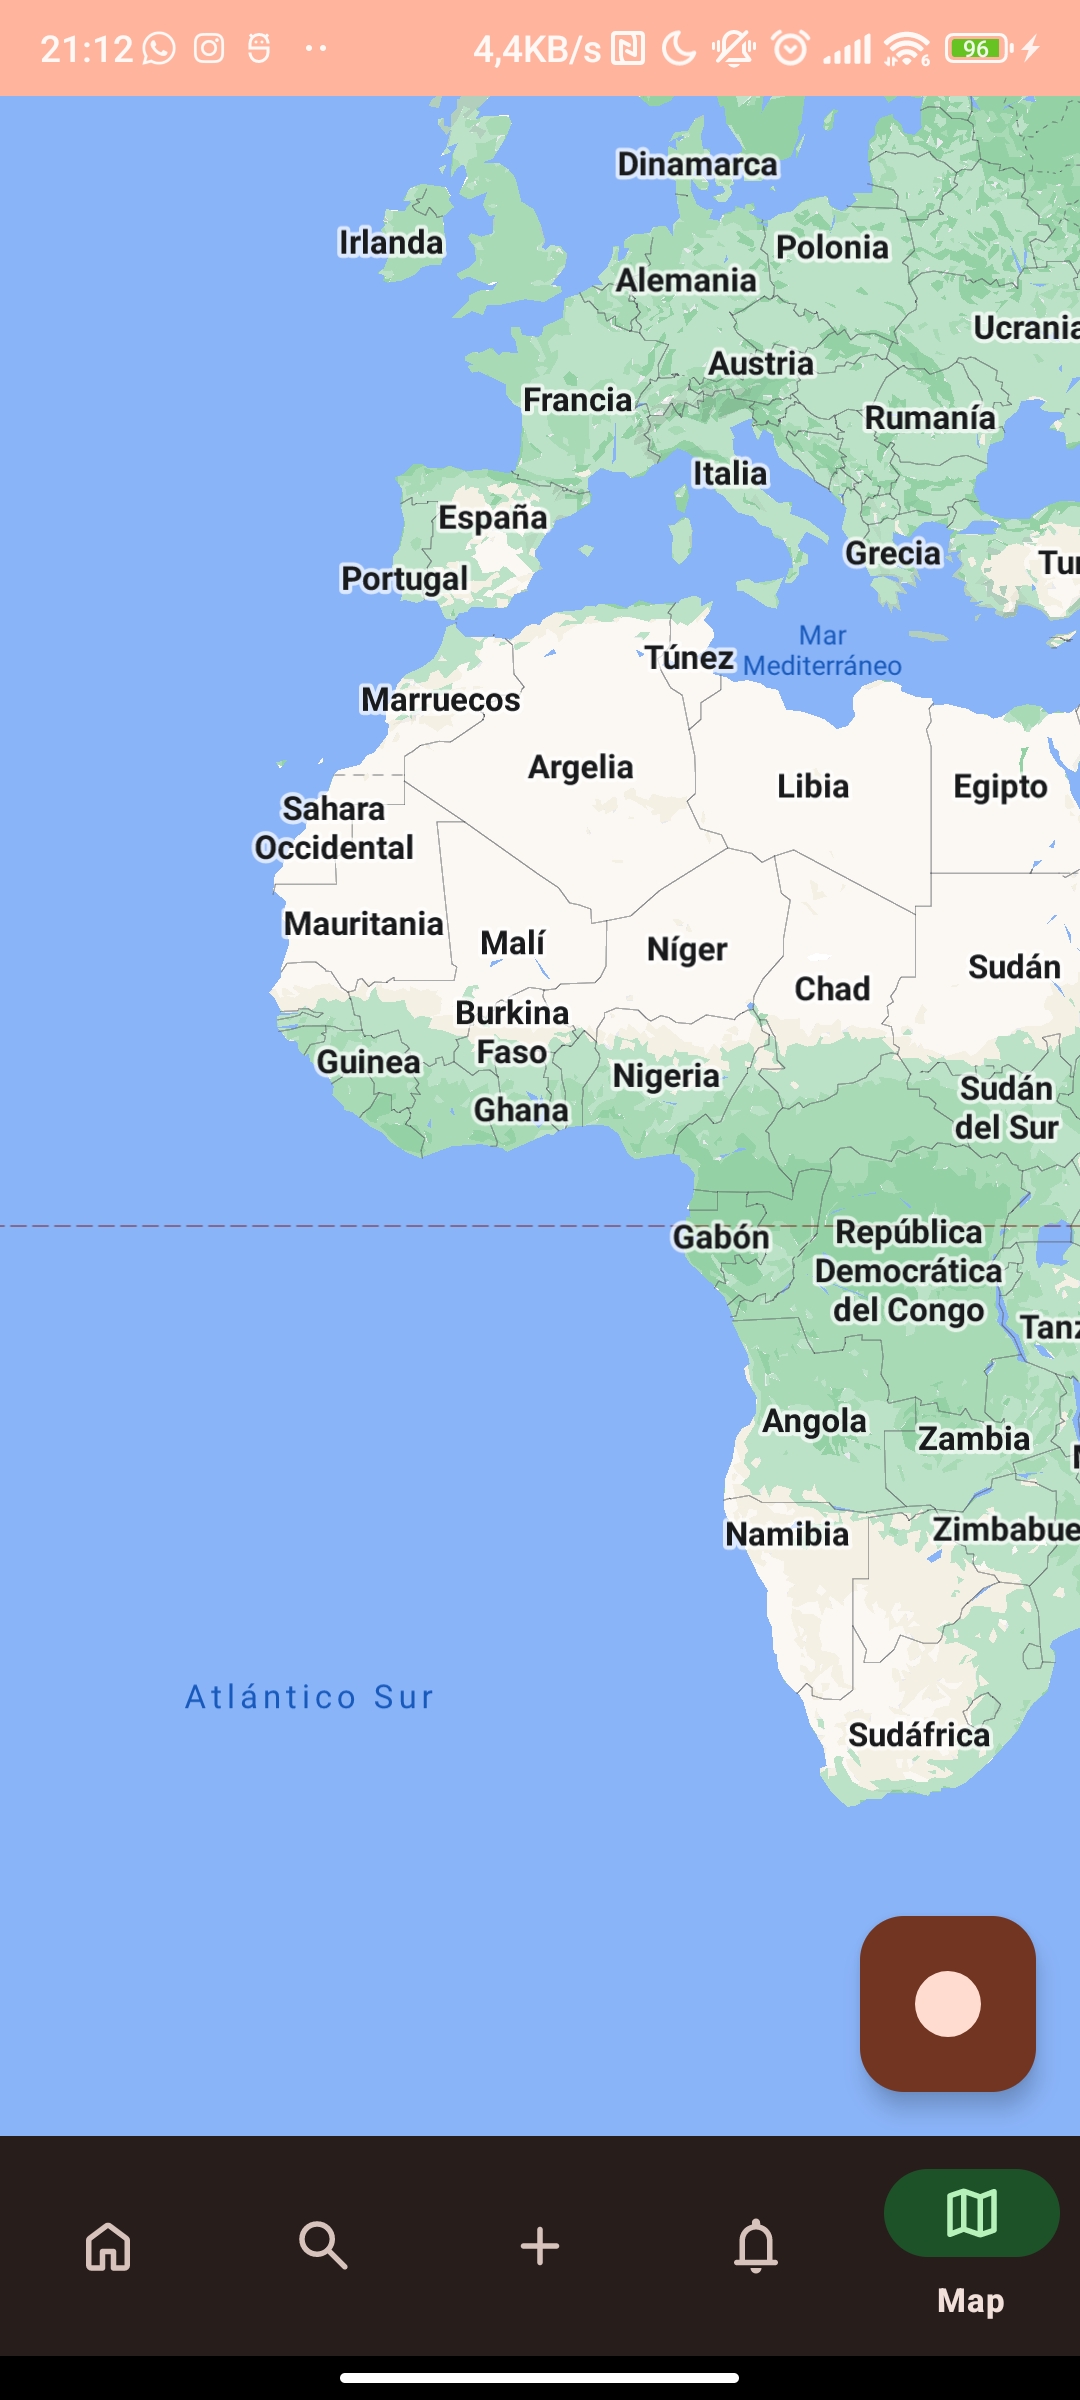 21:12
4,4KB/s
96
Dinamarca
Irlanda
Polonia
Alemania
Ucrania
Austria
Francia
Rumanía
Italia
España
Grecia
Tur
Portugal
Mar
Mediterráneo
Túnez
Marruecos
Argelia
Libia
Egipto
Sahara
Occidental
Mauritania
Malí
Níger
Sudán
Chad
Burkina
Faso
Guinea
Nigeria
Sudán
del Sur
Ghana
Gabón
República
Democrática
del Congo
Tanz
Angola
Zambia
Namibia
Zimbabue
Atlántico Sur
Sudáfrica
Map